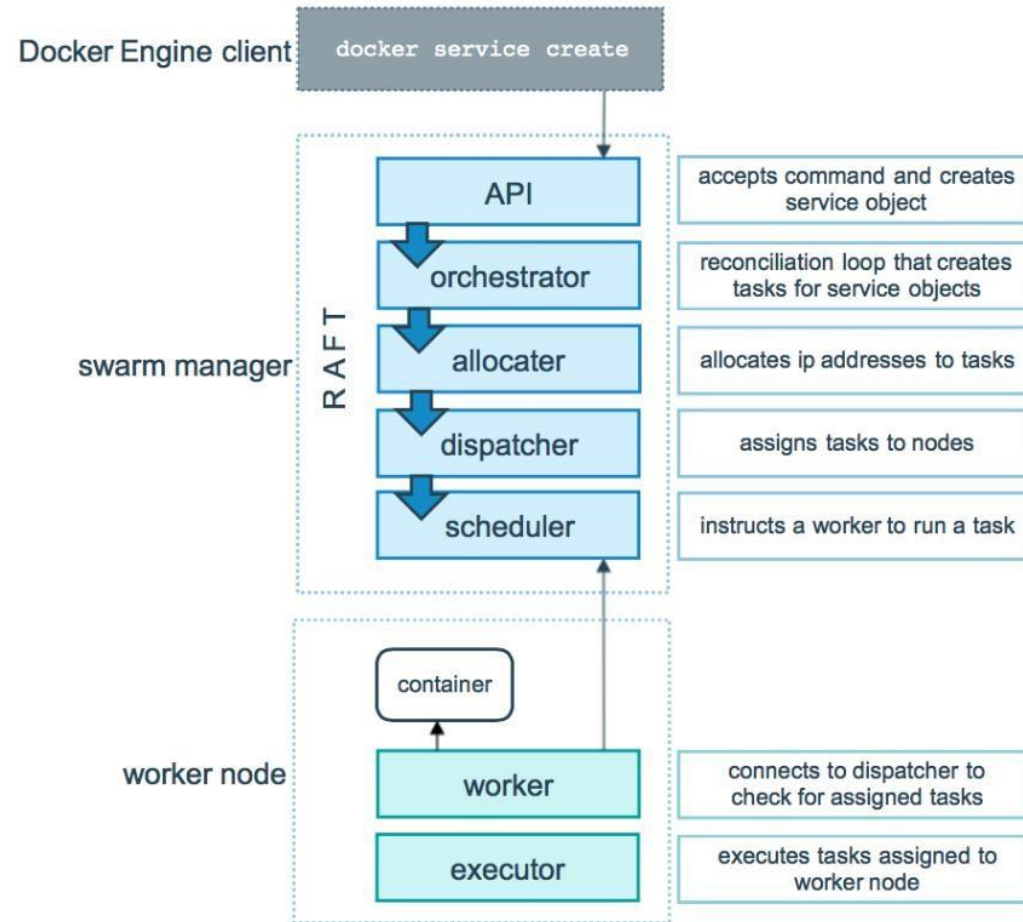 Docker Engine client
docker service create
swarm manager
RAFT
API
accepts command and creates
service object
orchestrator
reconciliation loop that creates
tasks for service objects
allocater
allocates ip addresses to tasks
dispatcher
assigns tasks to nodes
scheduler
instructs a worker to run a task
worker node
container
worker
connects to dispatcher to
check for assigned tasks
executor
executes tasks assigned to
worker node